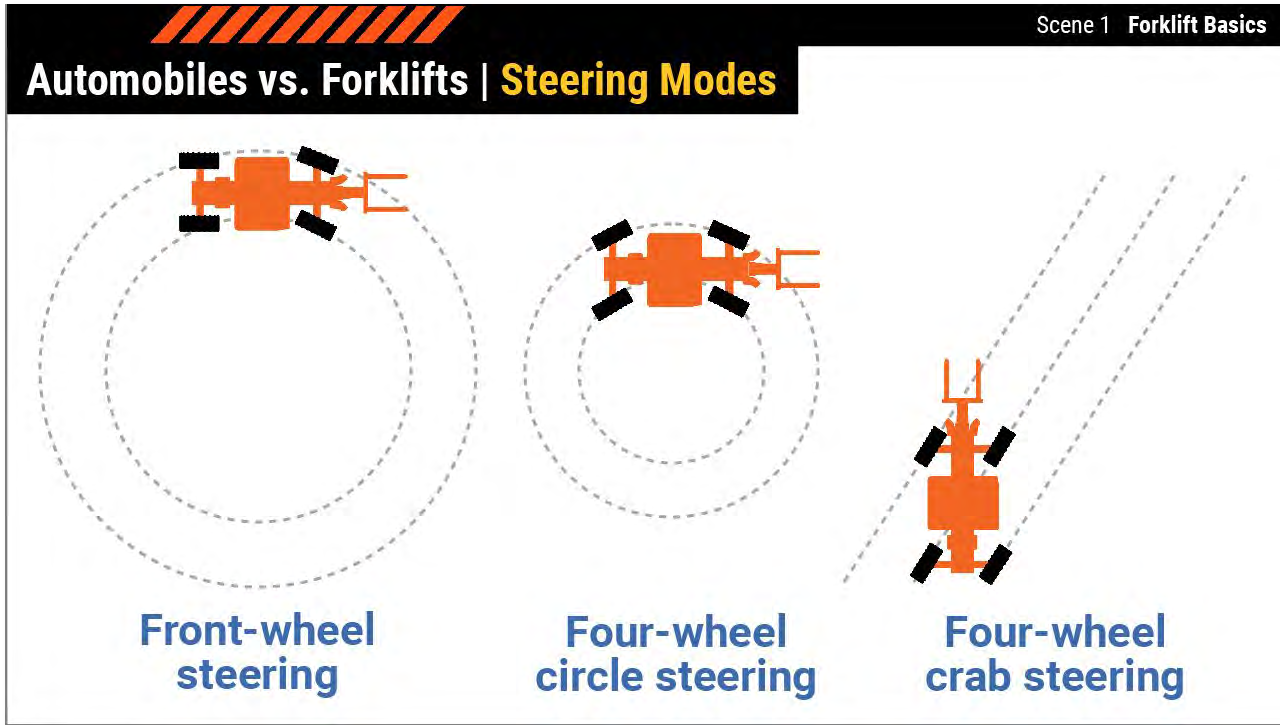 Scene 1 Forklift Basics
Automobiles vs. Forklifts | Steering Modes
Front-wheel
steering
Four-wheel
circle steering
Four-wheel
crab steering